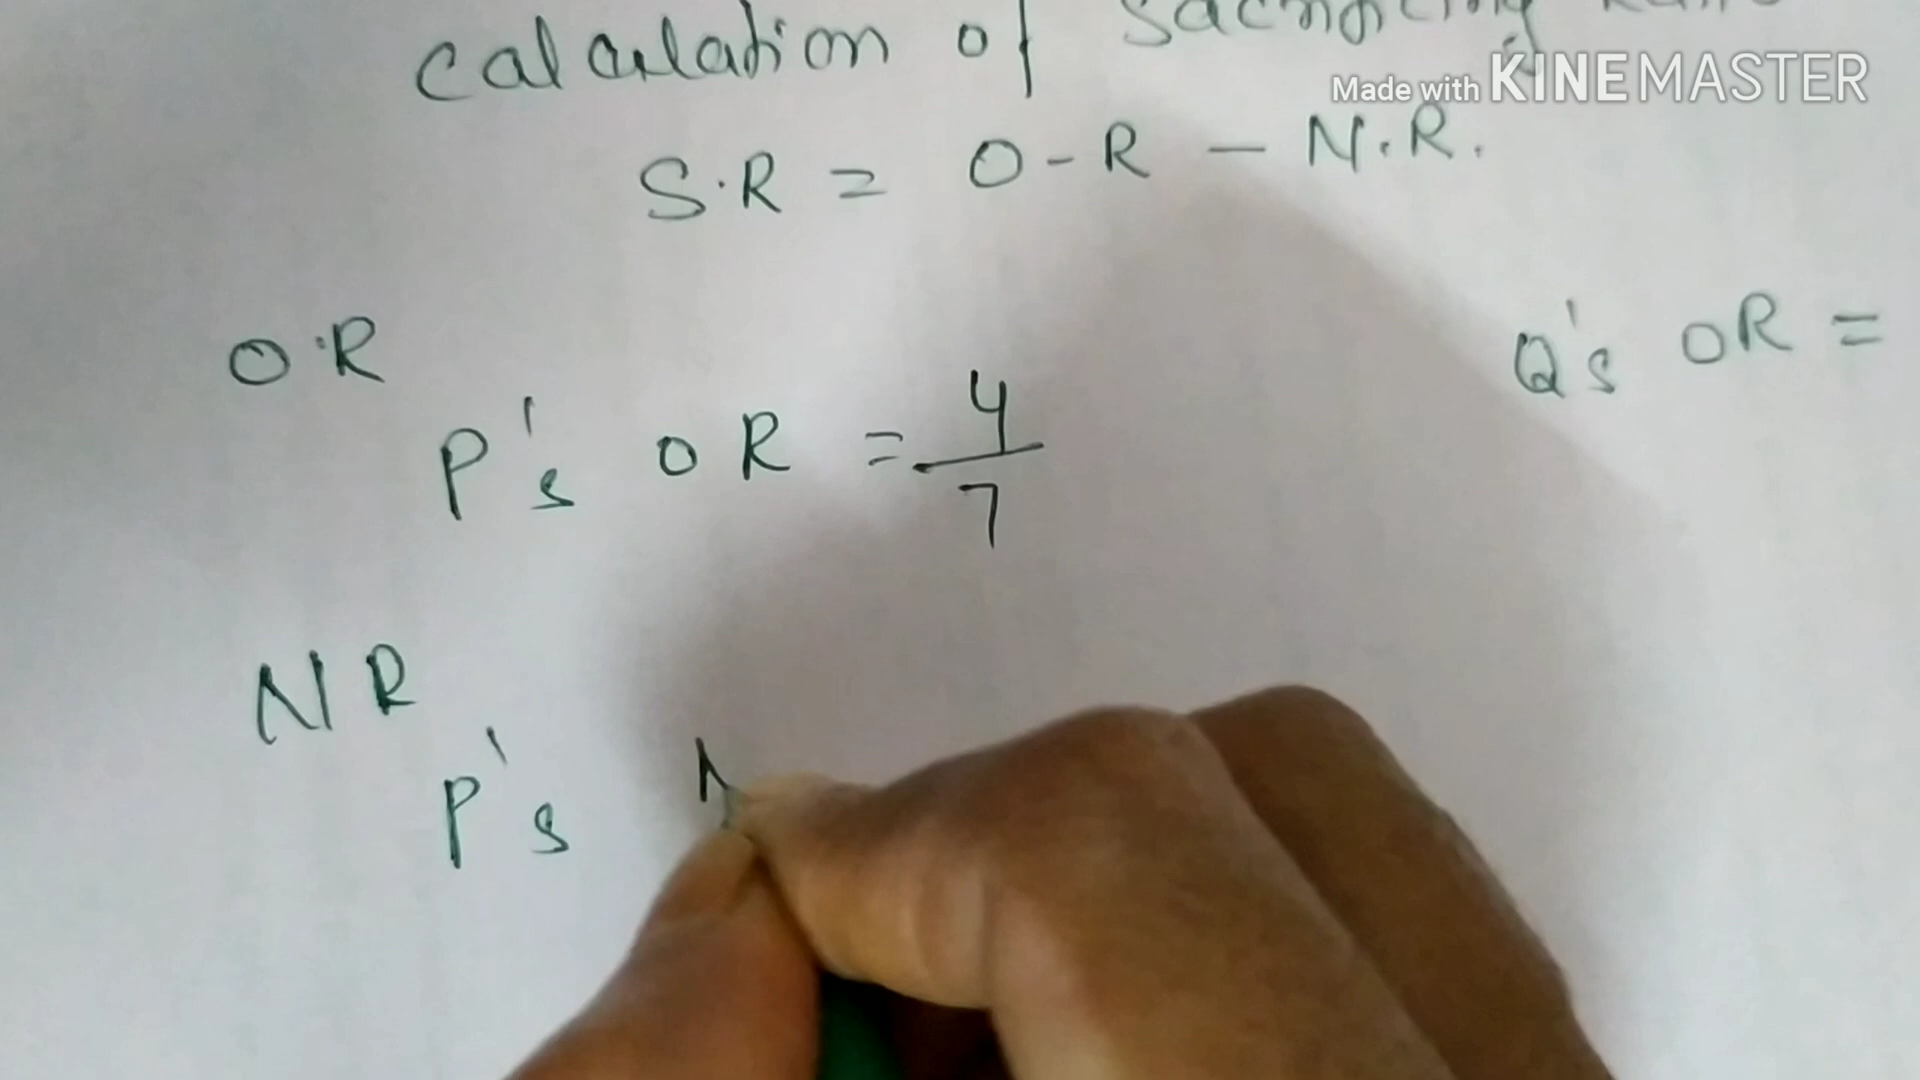 calculation of
Made with KINEMASTER
S.R = O-R - N.R.
O.R
Q's OR =
P's OR = 4/7
NR
P's N